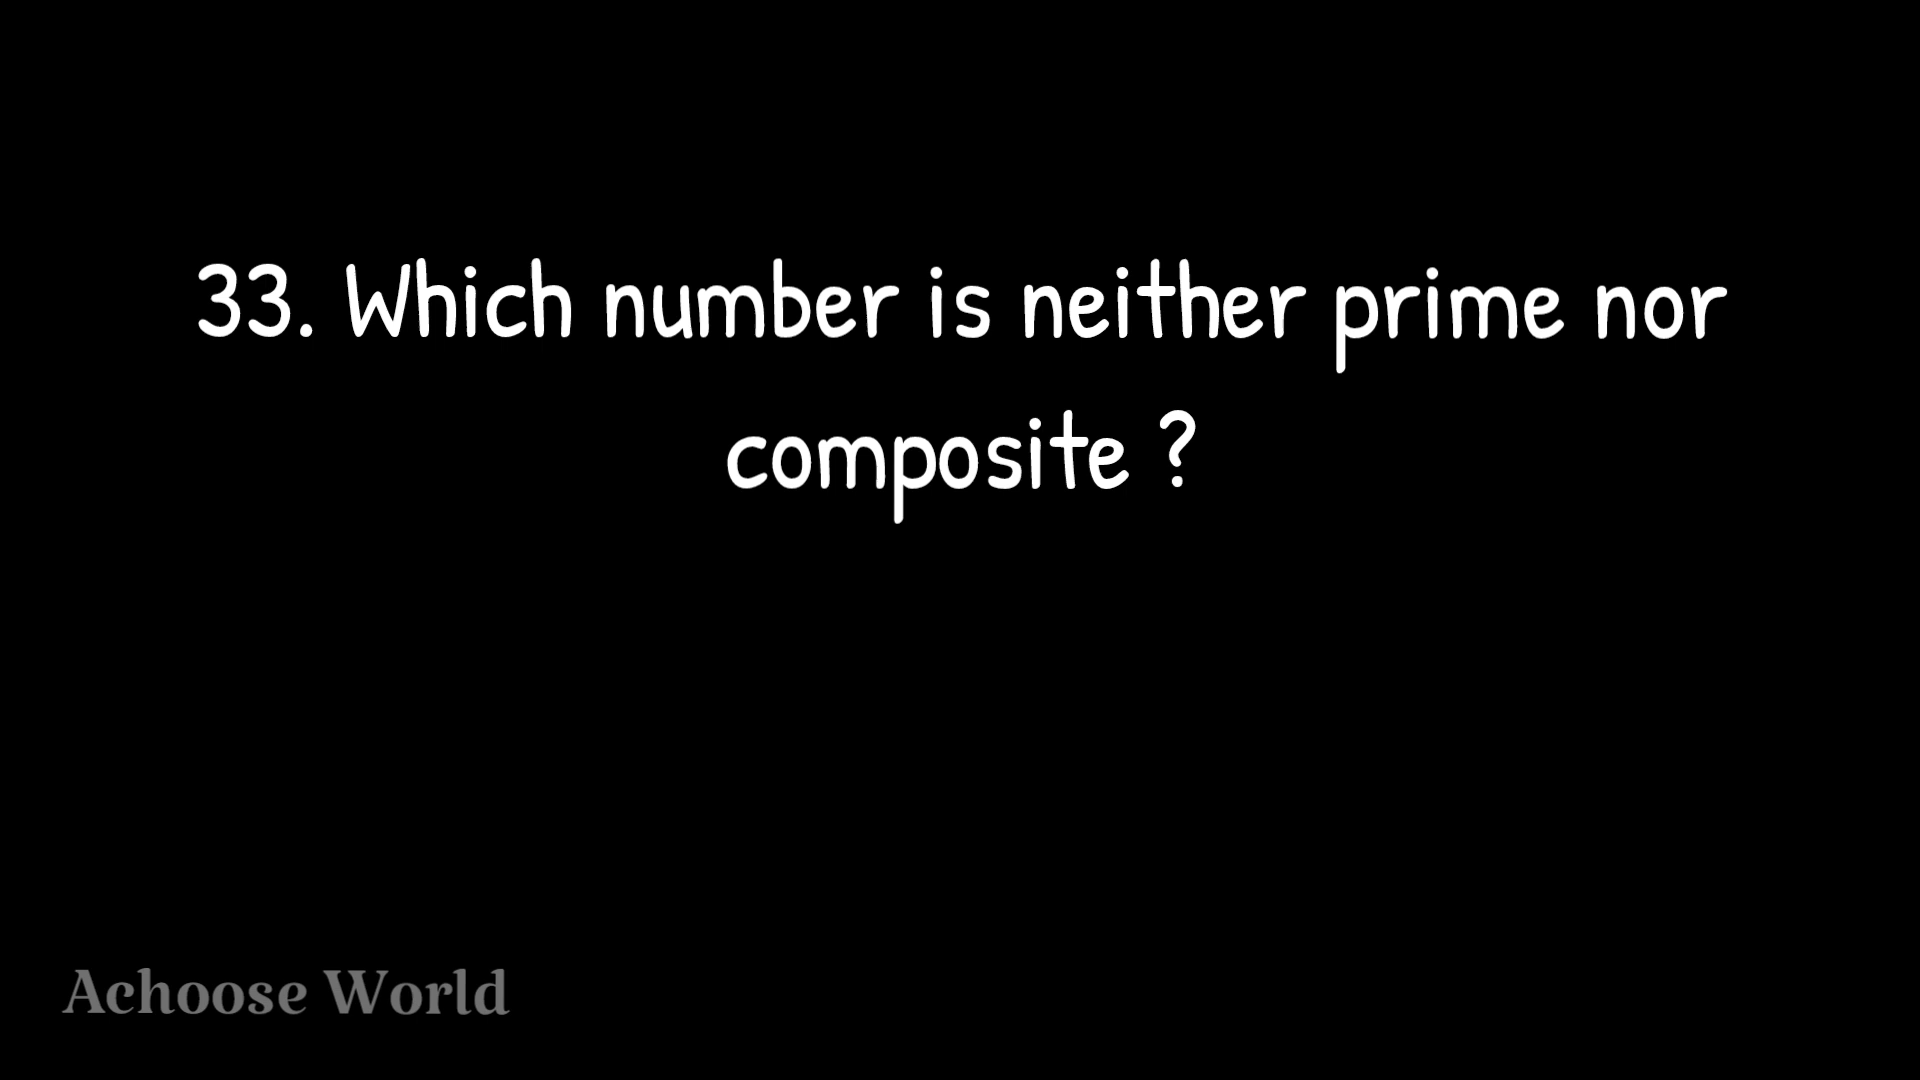 33. Which number is neither prime nor
composite ?
Achoose World